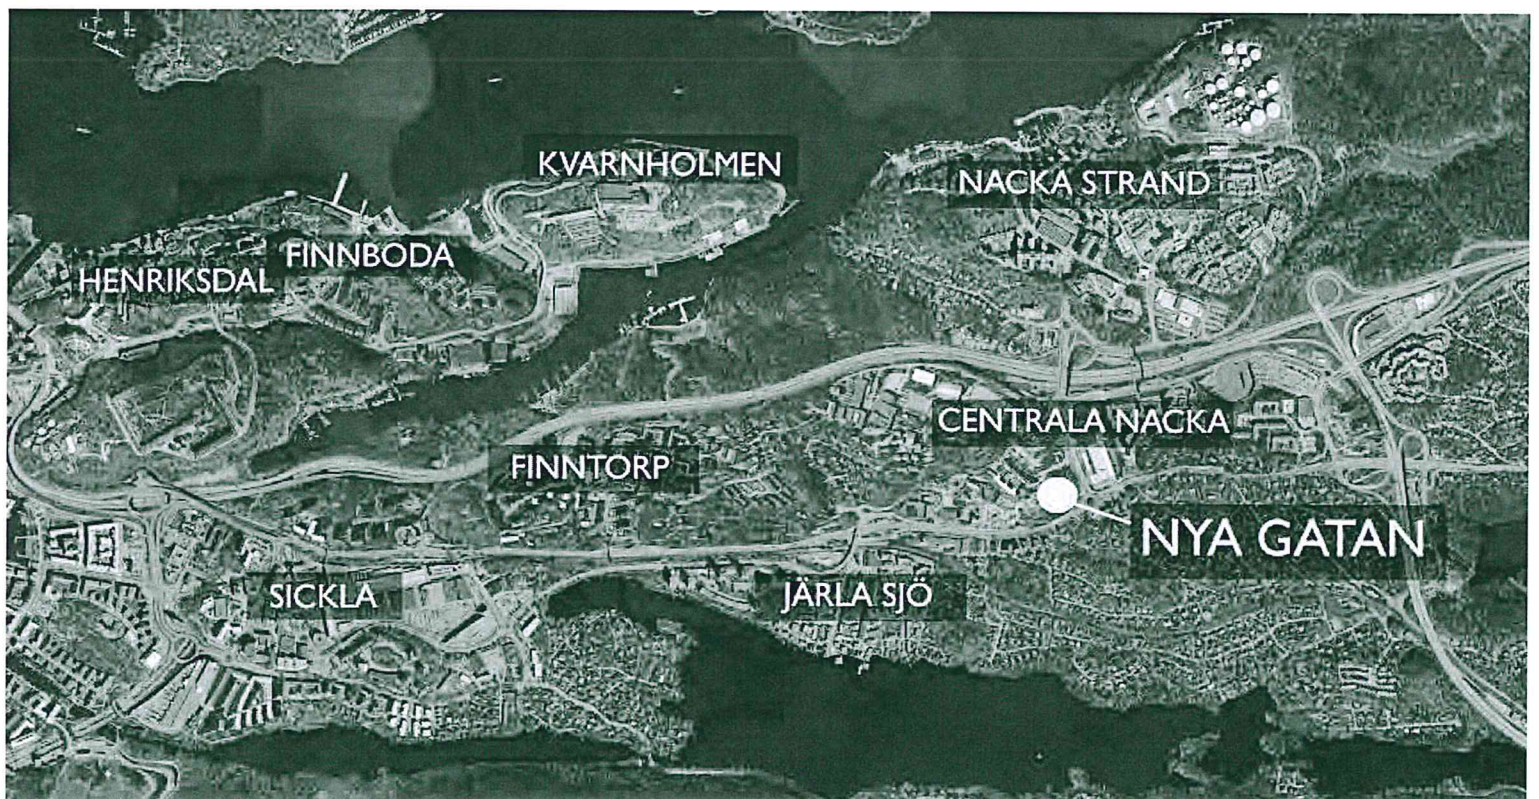 KVARNHOLMEN
NACKA STRAND
FINNBODA
HENRIKSDAL
CENTRALA NACKA
FINNTORP
NYA GATAN
SICKLA
JÄRLA SJÖ